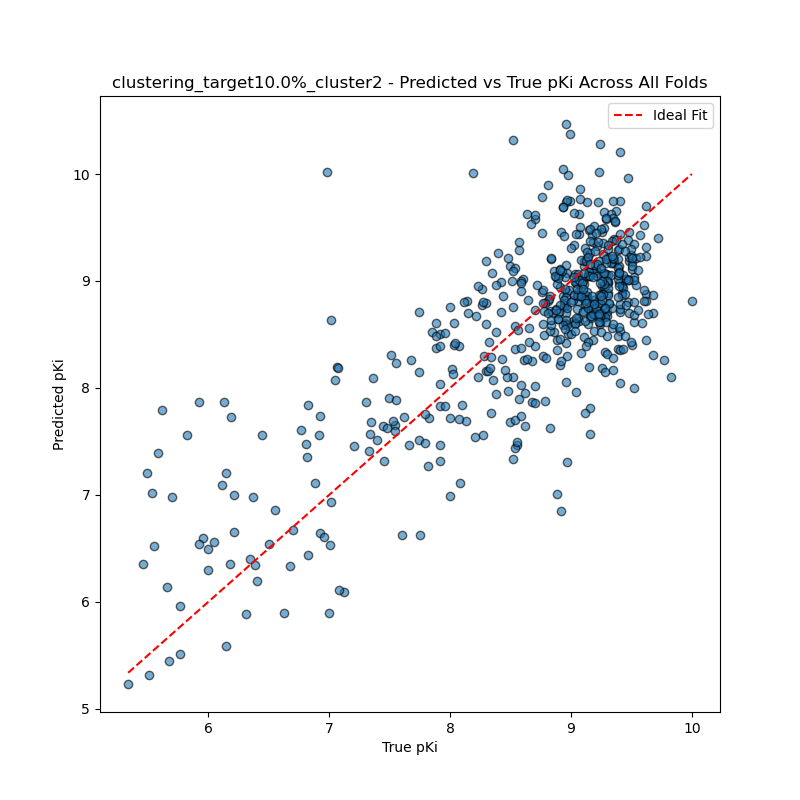 clustering_target10.0%_cluster2 - Predicted vs True pKi Across All Folds
Ideal Fit
10
9
8
7
6
5
Predicted pKi
6 7 8 9 10
True pKi